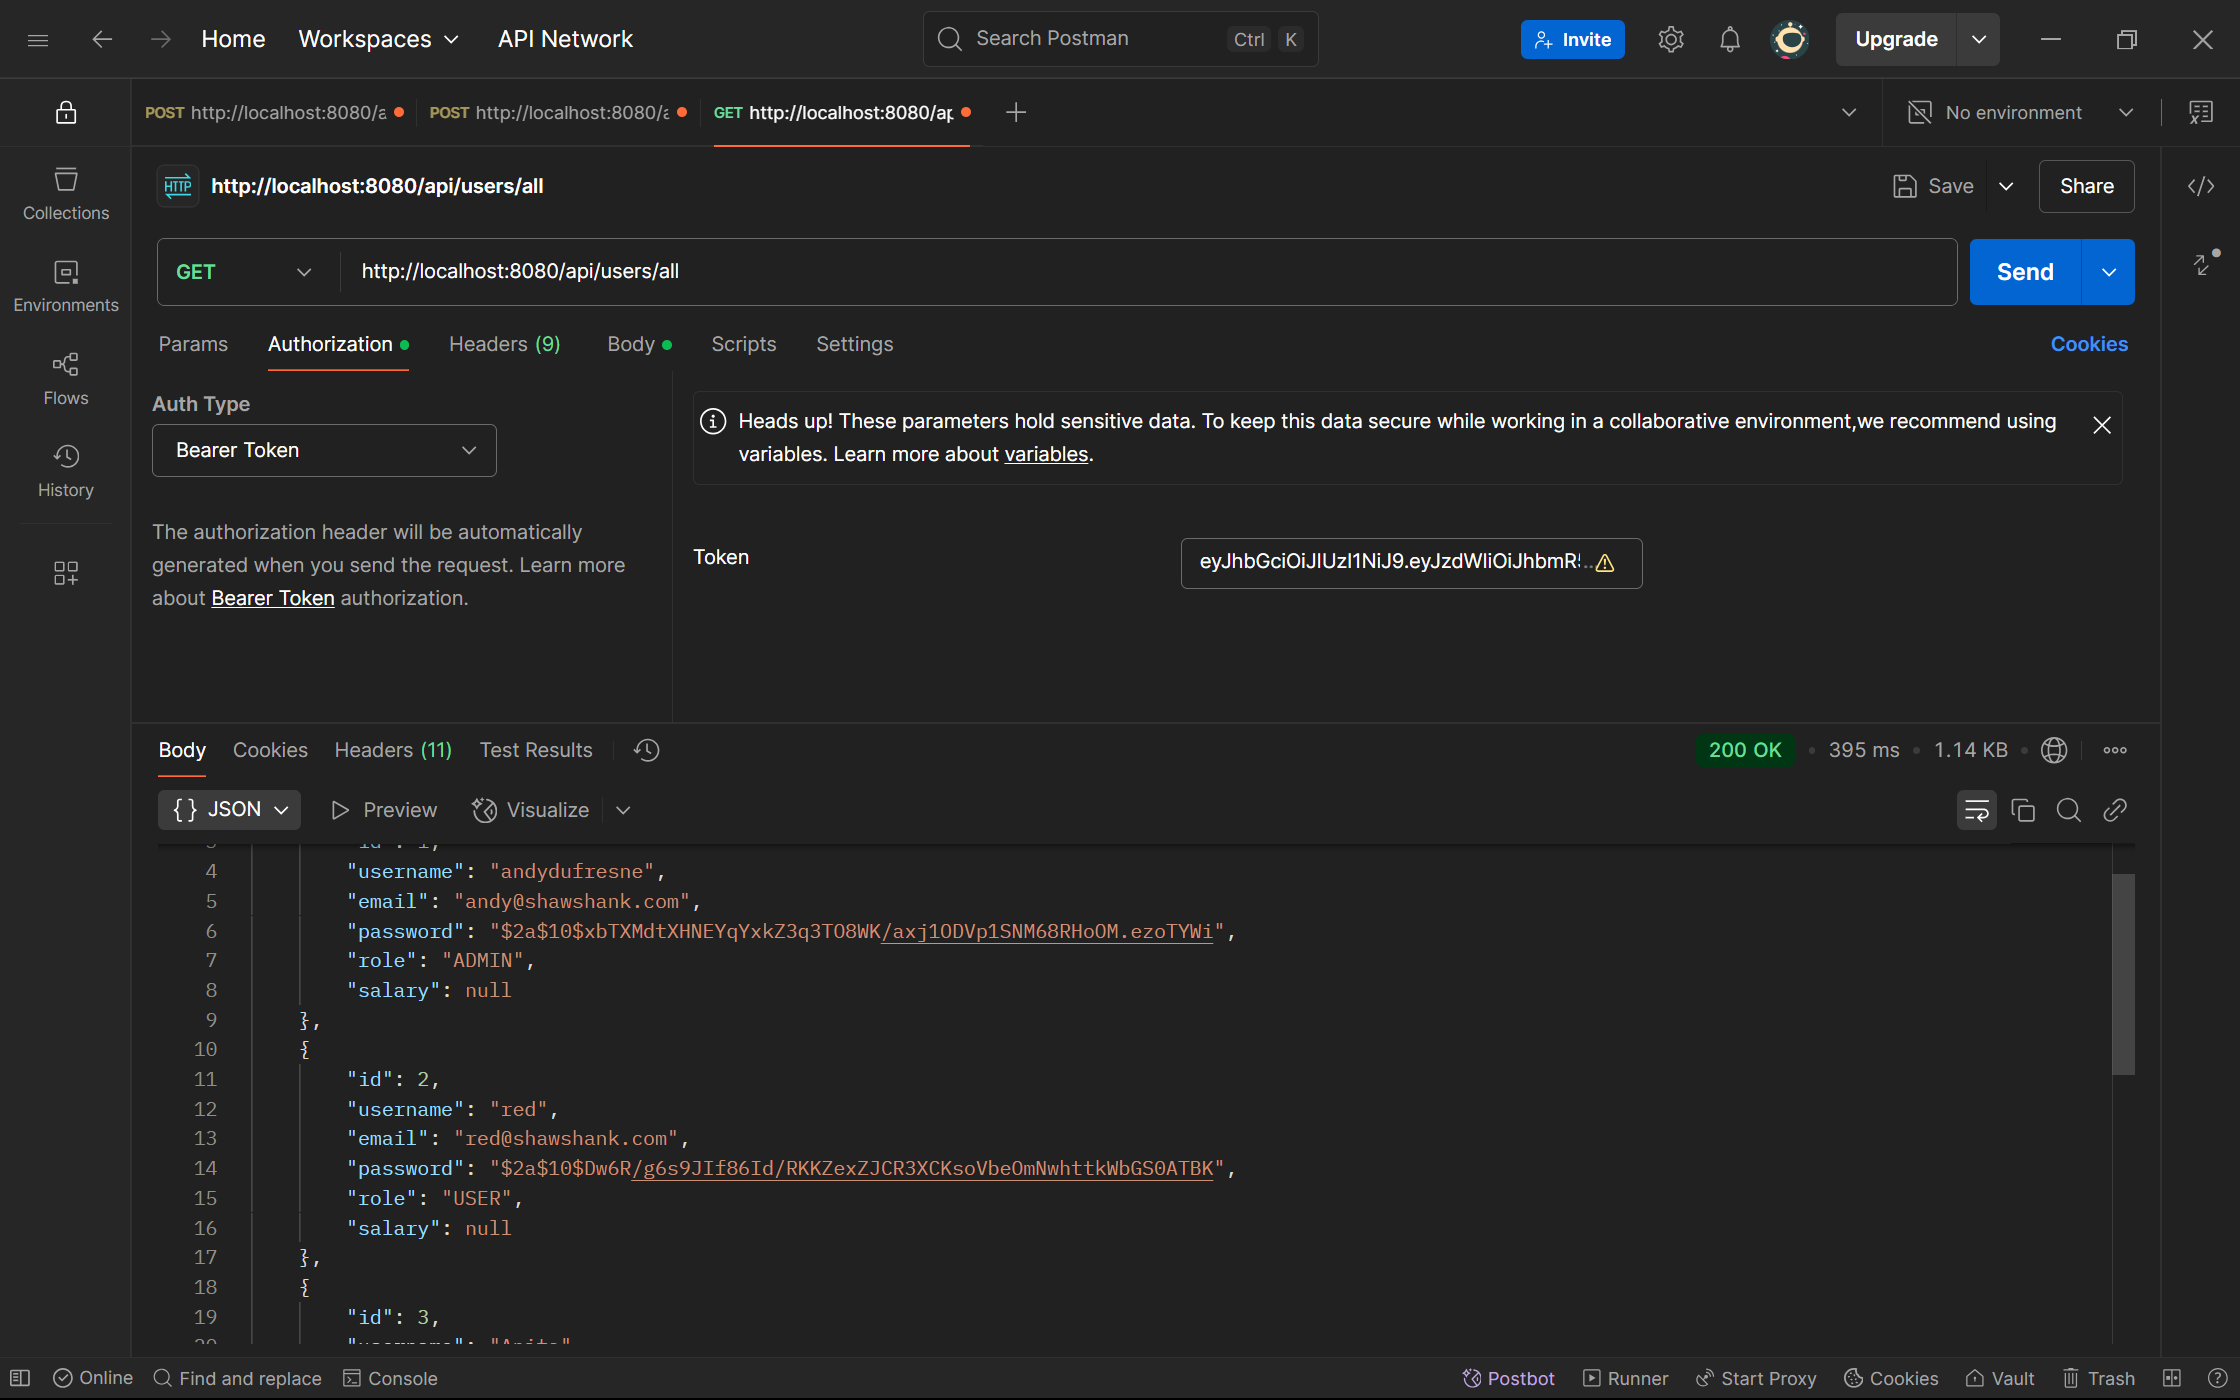 Home Workspaces API Network Search Postman Ctrl K Invite Upgrade
POST http://localhost:8080/a POST http://localhost:8080/a GET http://localhost:8080/ap No environment
HTTP http://localhost:8080/api/users/all Save Share
GET http://localhost:8080/api/users/all Send
Params Authorization Headers (9) Body Scripts Settings Cookies
Collections
Environments
Flows
History
Auth Type
Bearer Token
The authorization header will be automatically
generated when you send the request. Learn more
about Bearer Token authorization.
Heads up! These parameters hold sensitive data. To keep this data secure while working in a collaborative environment,we recommend using
variables. Learn more about variables.
Token eyJhbGciOiJIUzI1NiJ9.eyJzdWIiOiJhbmR5...
Body Cookies Headers (11) Test Results 200 OK 395 ms 1.14 KB
{} JSON Preview Visualize
3 "id": 1,
4 "username": "andydufresne",
5 "email": "andy@shawshank.com",
6 "password": "$2a$10$xbTXMdtXHNEYqYxkZ3q3TO8WK/axj1ODVp1SNM68RHoOM.ezoTYWi",
7 "role": "ADMIN",
8 "salary": null
9 },
10 {
11 "id": 2,
12 "username": "red",
13 "email": "red@shawshank.com",
14 "password": "$2a$10$Dw6R/g6s9JIf86Id/RKKZexZJCR3XCKsoVbeOmNwhttkWbGS0ATBK",
15 "role": "USER",
16 "salary": null
17 },
18 {
19 "id": 3,
20 "username": "Anita"
Online Find and replace Console Postbot Runner Start Proxy Cookies Vault Trash